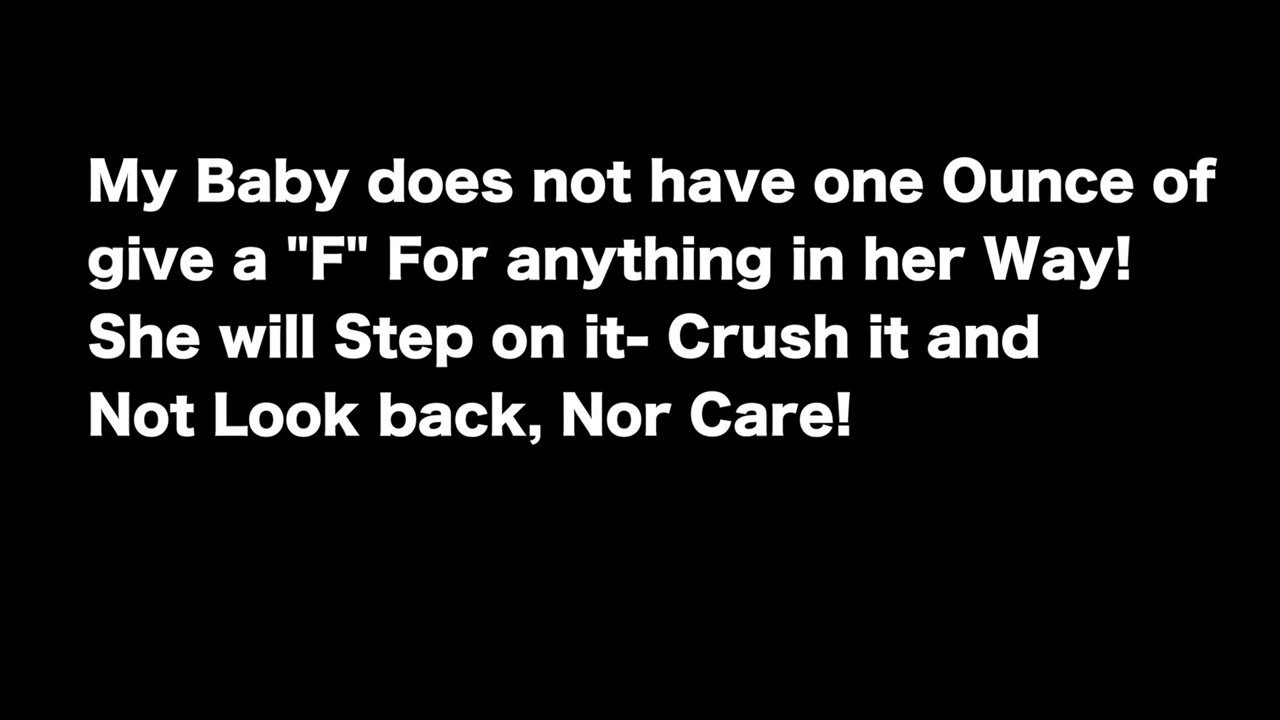 My Baby does not have one Ounce of
give a "F" For anything in her Way!
She will Step on it- Crush it and
Not Look back, Nor Care!